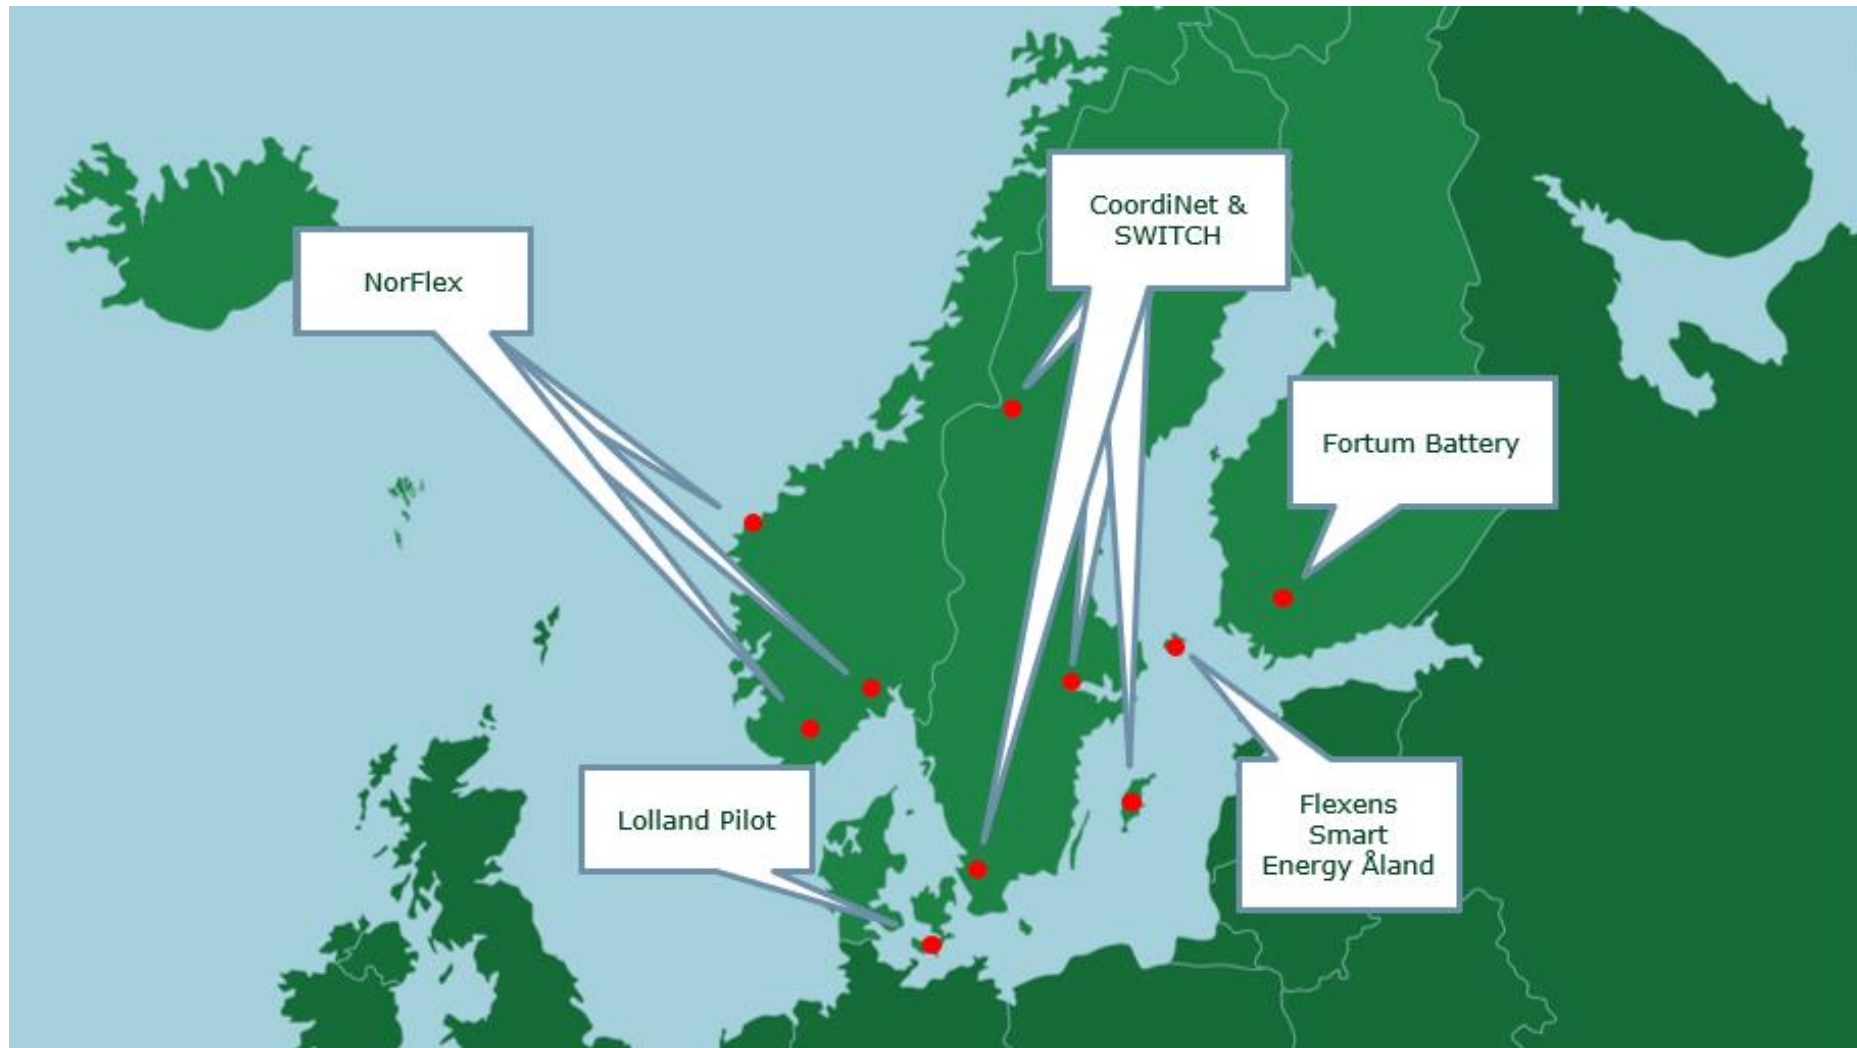 CoordiNet &
SWITCH
NorFlex
Fortum Battery
Lolland Pilot
Flexens
Smart
Energy Åland